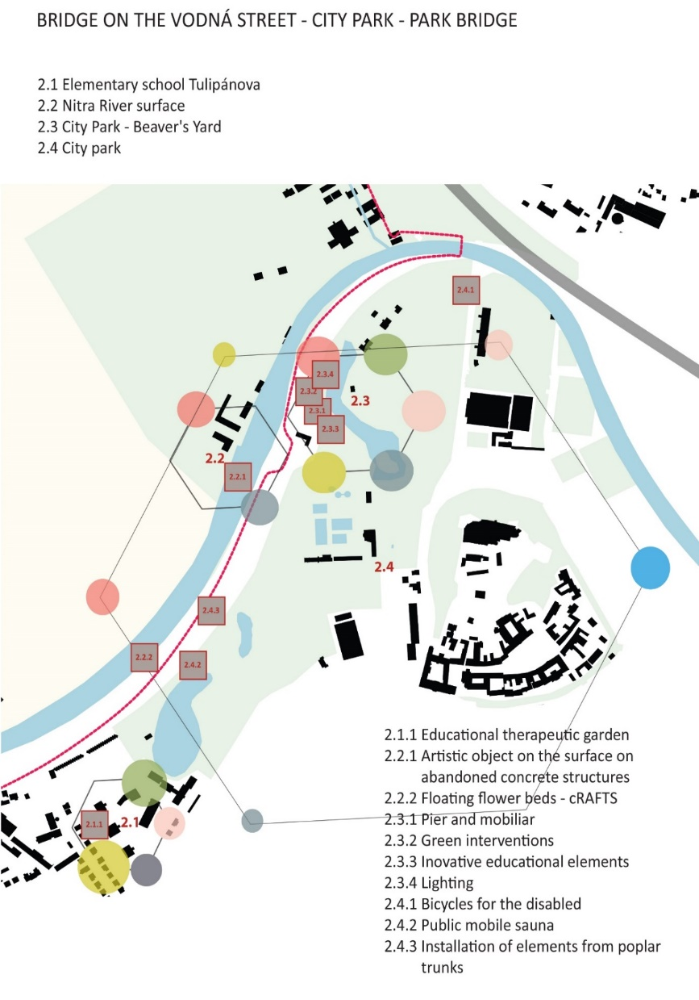 BRIDGE ON THE VODNÁ STREET - CITY PARK - PARK BRIDGE
2.1 Elementary school Tulipánova
2.2 Nitra River surface
2.3 City Park - Beaver's Yard
2.4 City park
2.4.1
2.3.4
2.3.2
2.3
2.3.1
2.3.3
2.2
2.2.1
2.4
2.4.3
2.2.2
2.4.2
2.1.1
2.1
2.1.1 Educational therapeutic garden
2.2.1 Artistic object on the surface on
abandoned concrete structures
2.2.2 Floating flower beds - cRAFTS
2.3.1 Pier and mobiliar
2.3.2 Green interventions
2.3.3 Inovative educational elements
2.3.4 Lighting
2.4.1 Bicycles for the disabled
2.4.2 Public mobile sauna
2.4.3 Installation of elements from poplar
trunks